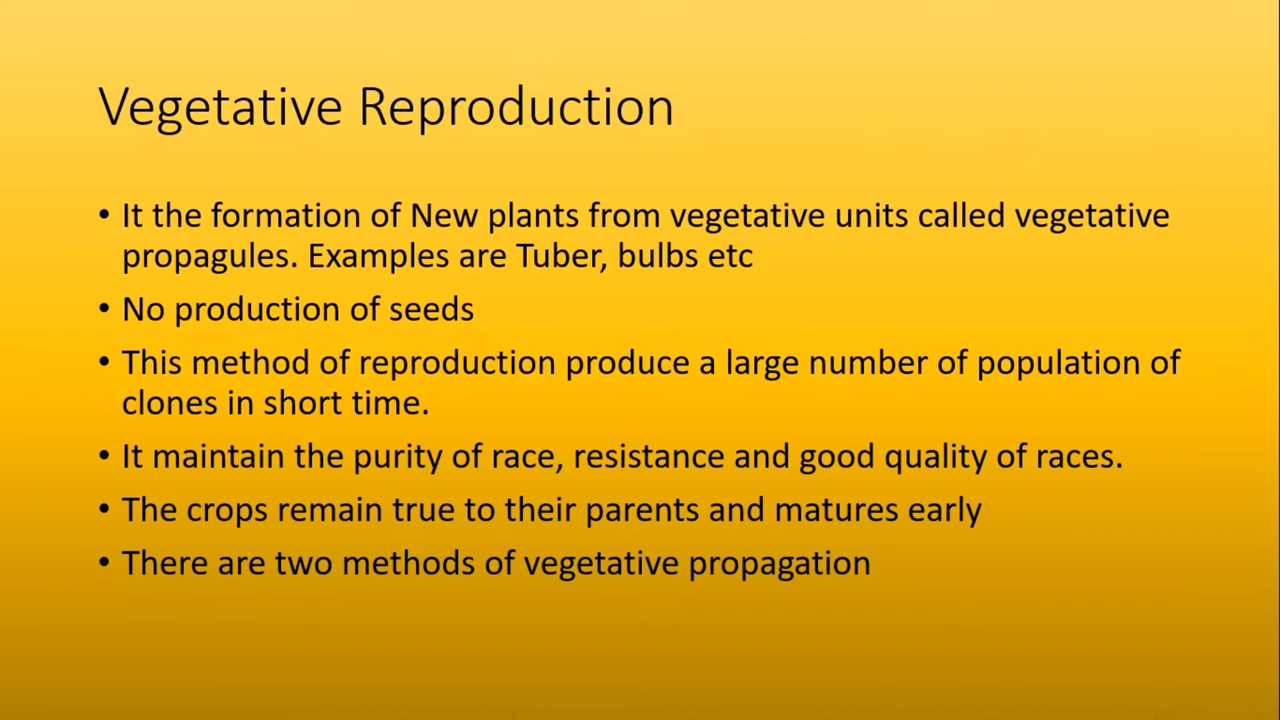 Vegetative Reproduction
• It the formation of New plants from vegetative units called vegetative
propagules. Examples are Tuber, bulbs etc
• No production of seeds
• This method of reproduction produce a large number of population of
clones in short time.
• It maintain the purity of race, resistance and good quality of races.
• The crops remain true to their parents and matures early
• There are two methods of vegetative propagation